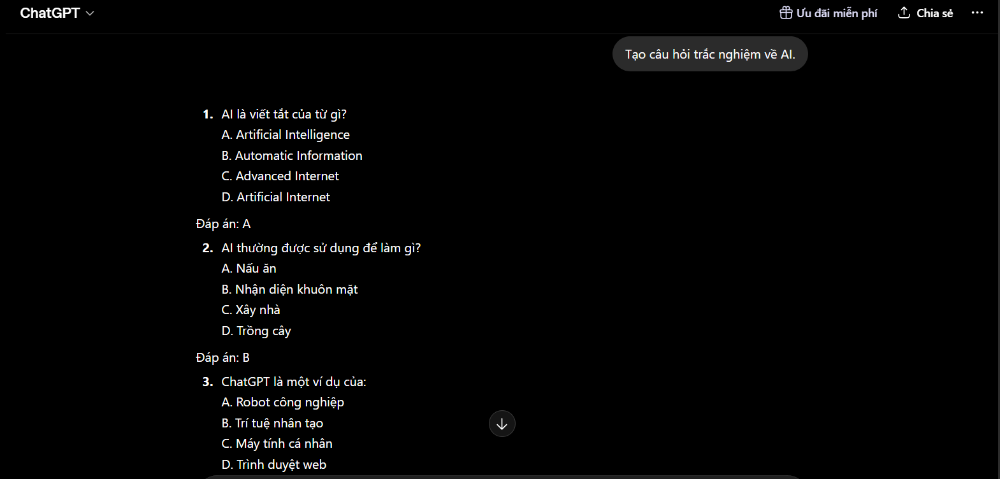 ChatGPT
Ưu đãi miễn phí
Chia sẻ
Tạo câu hỏi trắc nghiệm về AI.
1. AI là viết tắt của từ gì?
A. Artificial Intelligence
B. Automatic Information
C. Advanced Internet
D. Artificial Internet
Đáp án: A
2. AI thường được sử dụng để làm gì?
A. Nấu ăn
B. Nhận diện khuôn mặt
C. Xây nhà
D. Trồng cây
Đáp án: B
3. ChatGPT là một ví dụ của:
A. Robot công nghiệp
B. Trí tuệ nhân tạo
C. Máy tính cá nhân
D. Trình duyệt web